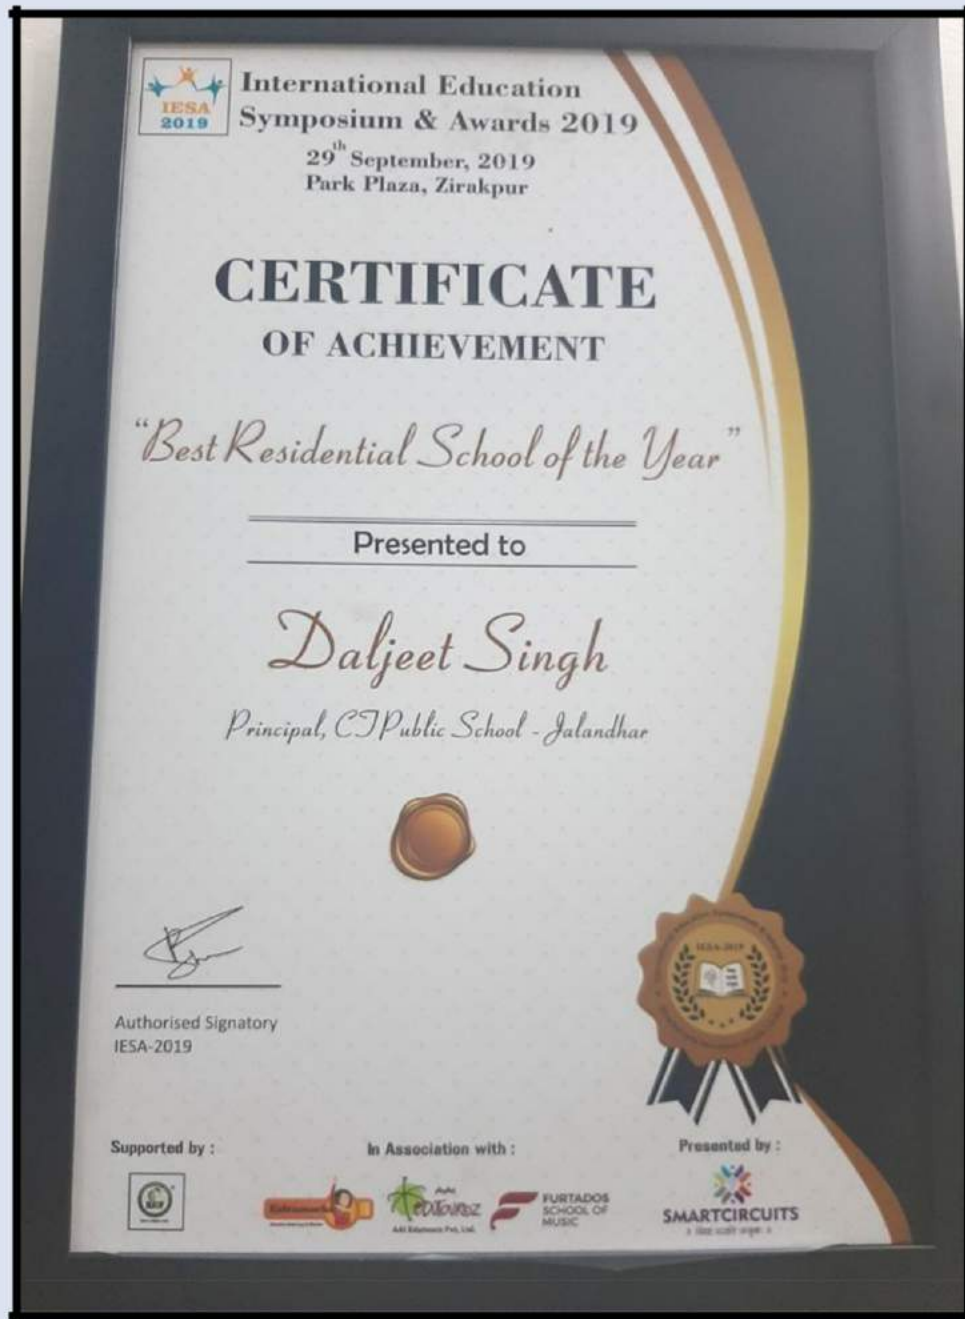 IESA
2019
International Education
Symposium & Awards 2019
29th September, 2019
Park Plaza, Zirakpur
CERTIFICATE
OF ACHIEVEMENT
“Best Residential School of the Year”
Presented to
Daljeet Singh
Principal, CT Public School - Jalandhar
IESA-2019
Authorised Signatory
IESA-2019
Supported by :
In Association with :
Presented by :
FURTADOS
SCHOOL OF
MUSIC
SMARTCIRCUITS